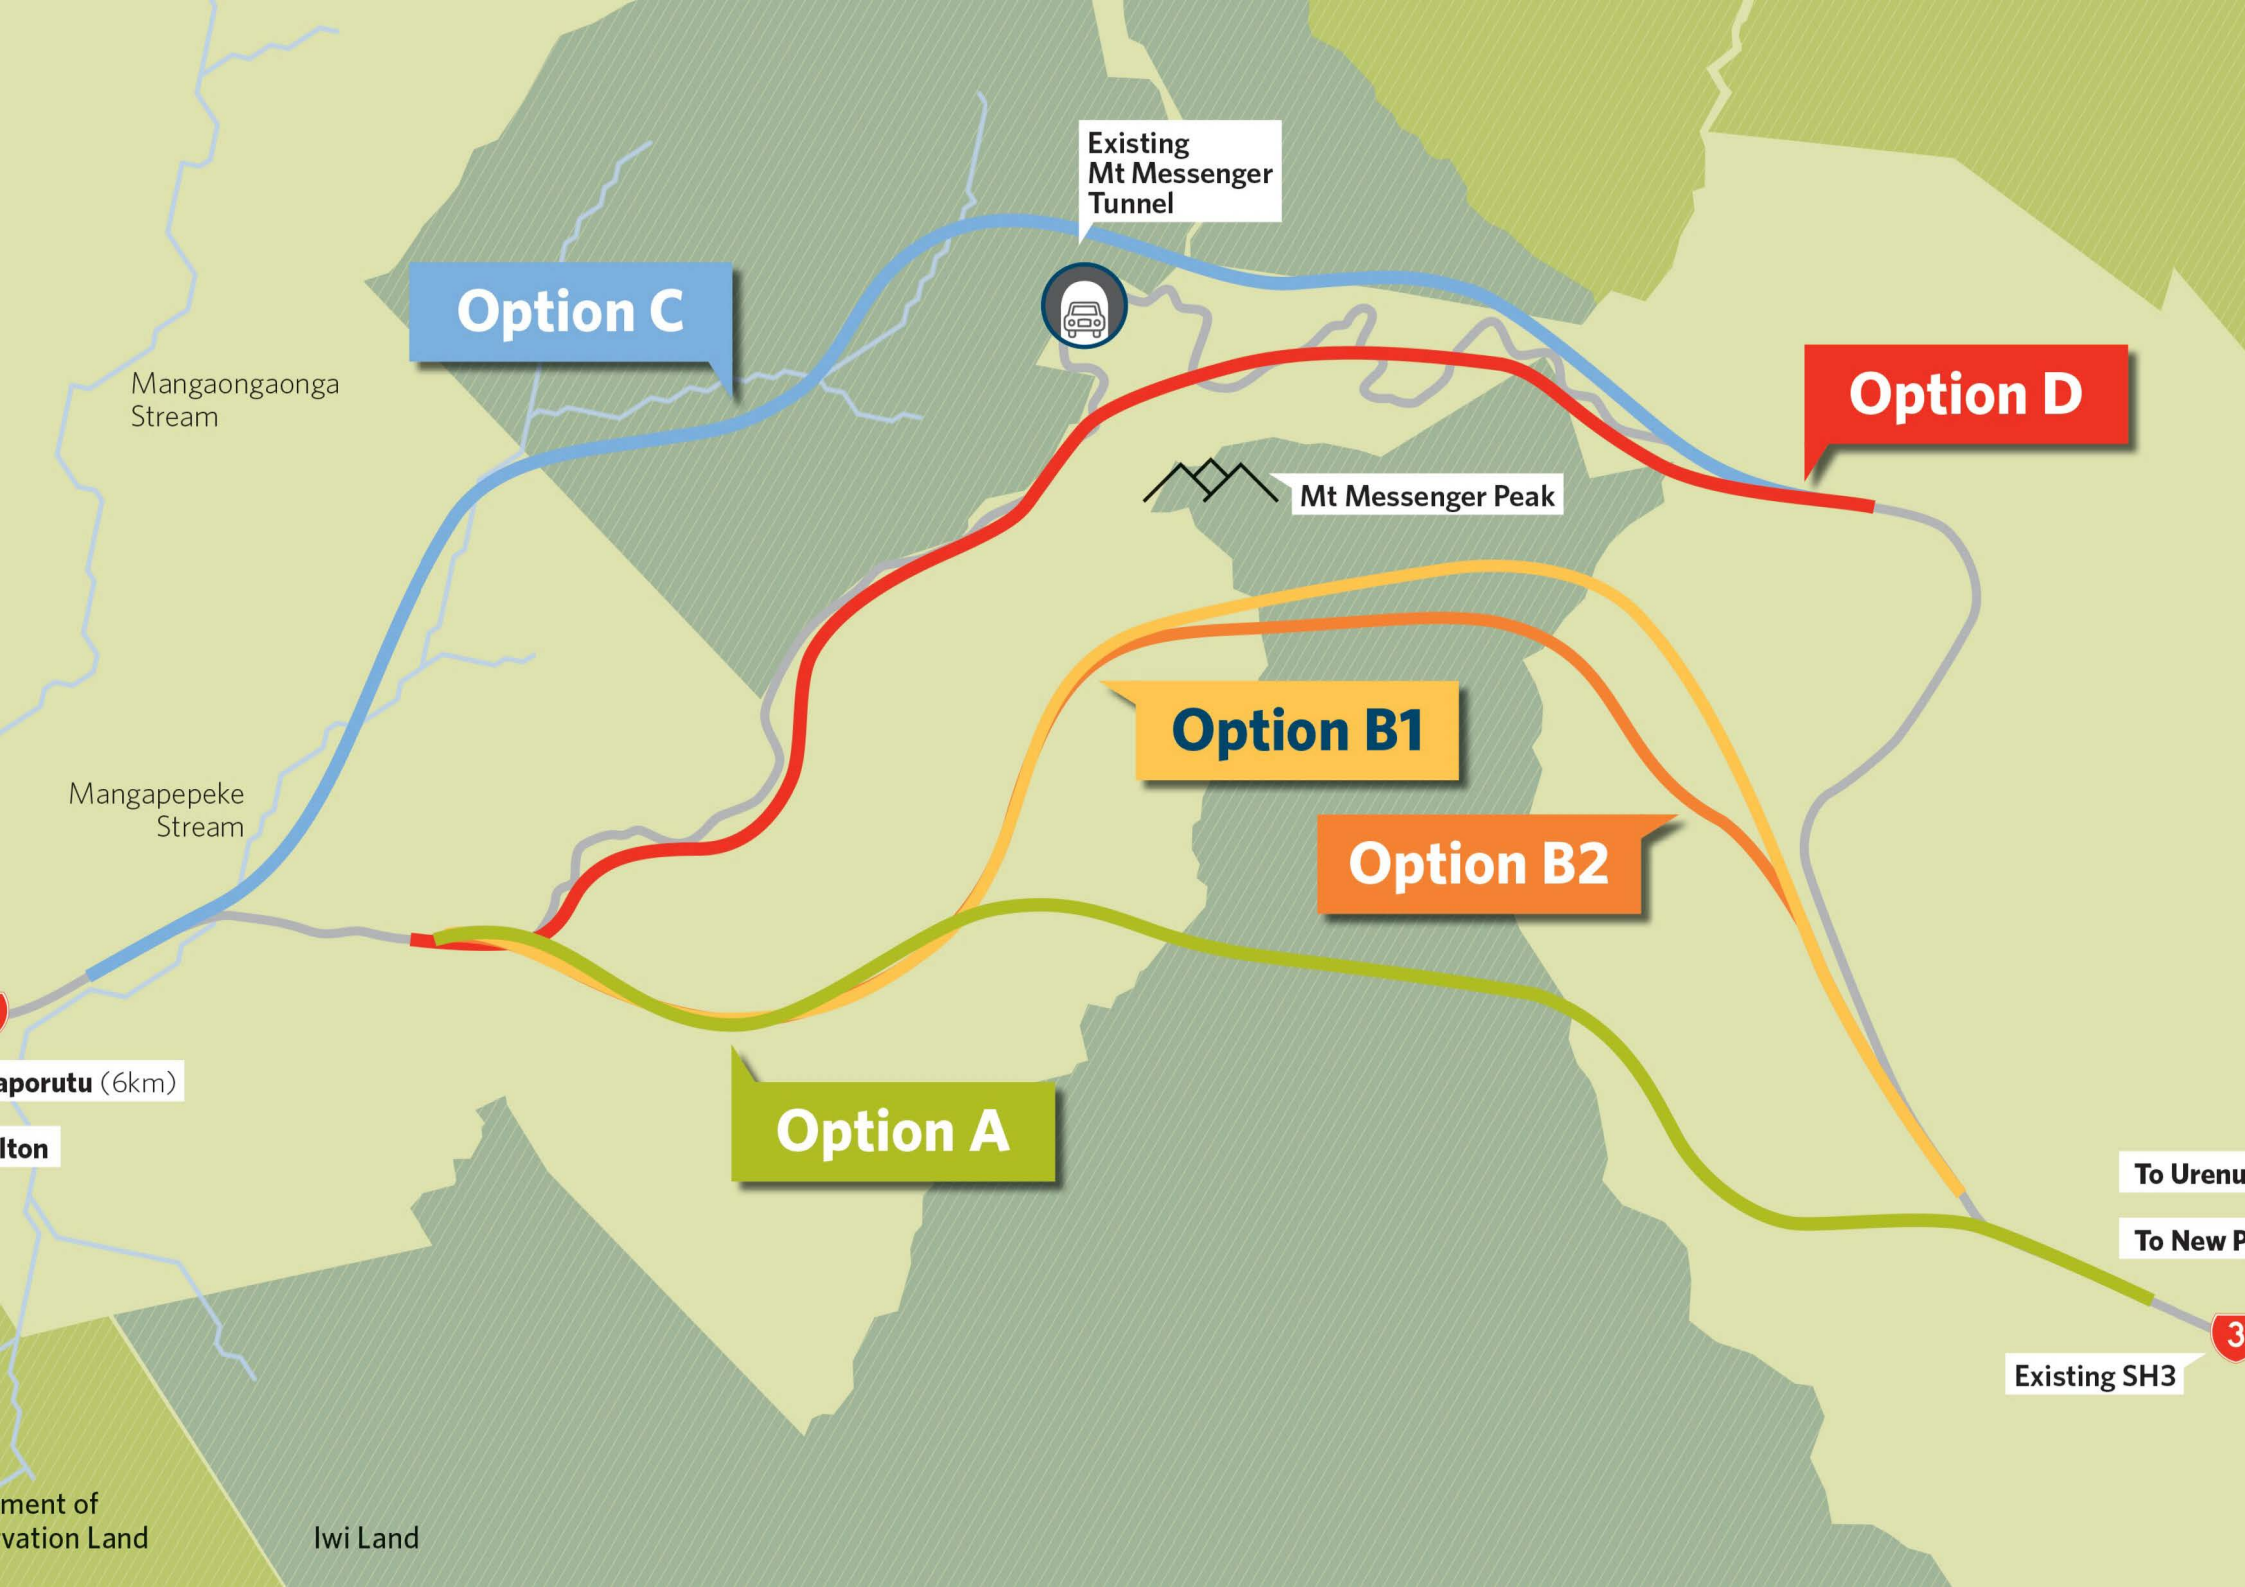 Existing
Mt Messenger
Tunnel
Option C
Mangaongaonga
Stream
Option D
Mt Messenger Peak
Option B1
Mangapepeke
Stream
Option B2
aporutu (6km)
Option A
lton
To Urenu
To New P
3
Existing SH3
ment of
vation Land
Iwi Land